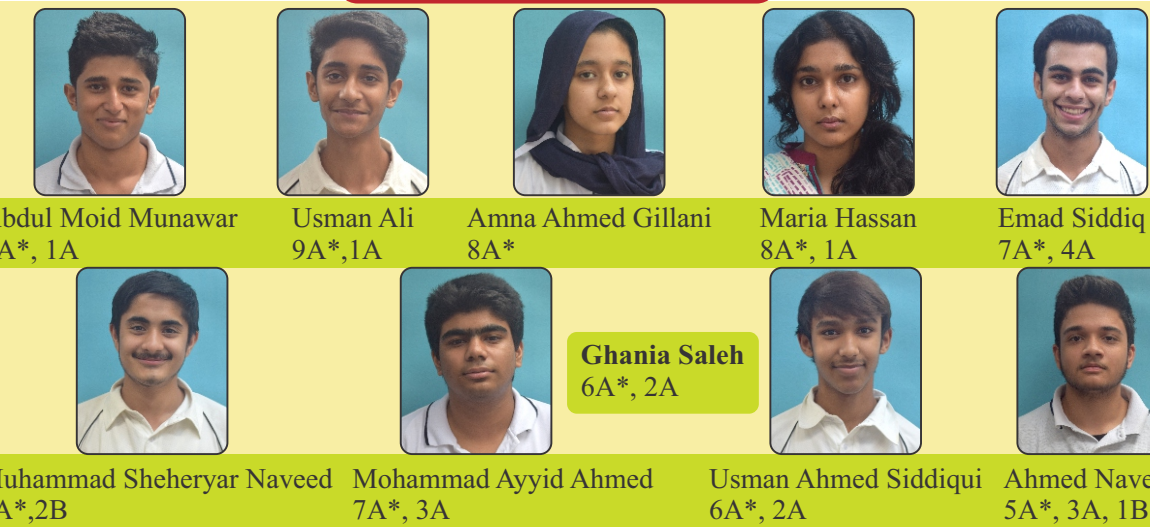 Abdul Moid Munawar
A*, 1A
Usman Ali
9A*,1A
Amna Ahmed Gillani
8A*
Maria Hassan
8A*, 1A
Emad Siddiq
7A*, 4A
Muhammad Sheheryar Naveed
A*,2B
Mohammad Ayyid Ahmed
7A*, 3A
Ghania Saleh
6A*, 2A
Usman Ahmed Siddiqui
6A*, 2A
Ahmed Nave
5A*, 3A, 1B